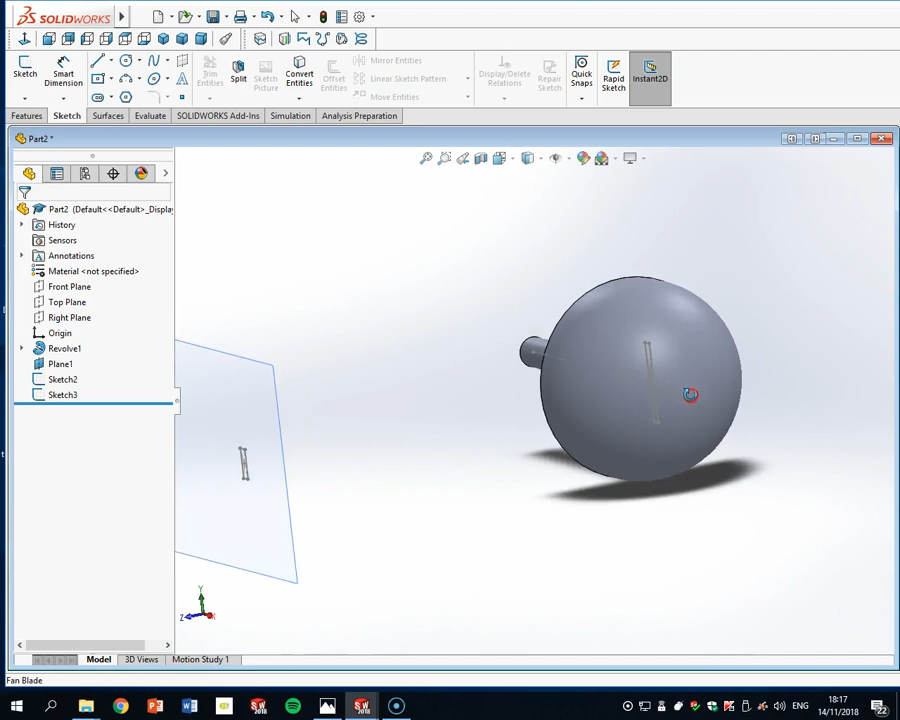 SOLIDWORKS
Sketch
Smart Dimension
Trim Entities
Split
Sketch Picture
Convert Entities
Offset Entities
Mirror Entities
Linear Sketch Pattern
Move Entities
Display/Delete Relations
Repair Sketch
Quick Snaps
Rapid Sketch
Instant2D
Features
Sketch
Surfaces
Evaluate
SOLIDWORKS Add-Ins
Simulation
Analysis Preparation
Part2 *
Part2 (Default<<Default>_Displa
History
Sensors
Annotations
Material <not specified>
Front Plane
Top Plane
Right Plane
Origin
Revolve1
Plane1
Sketch2
Sketch3
Y
Z
X
Model
3D Views
Motion Study 1
Fan Blade
ENG
18:17
14/11/2018
22